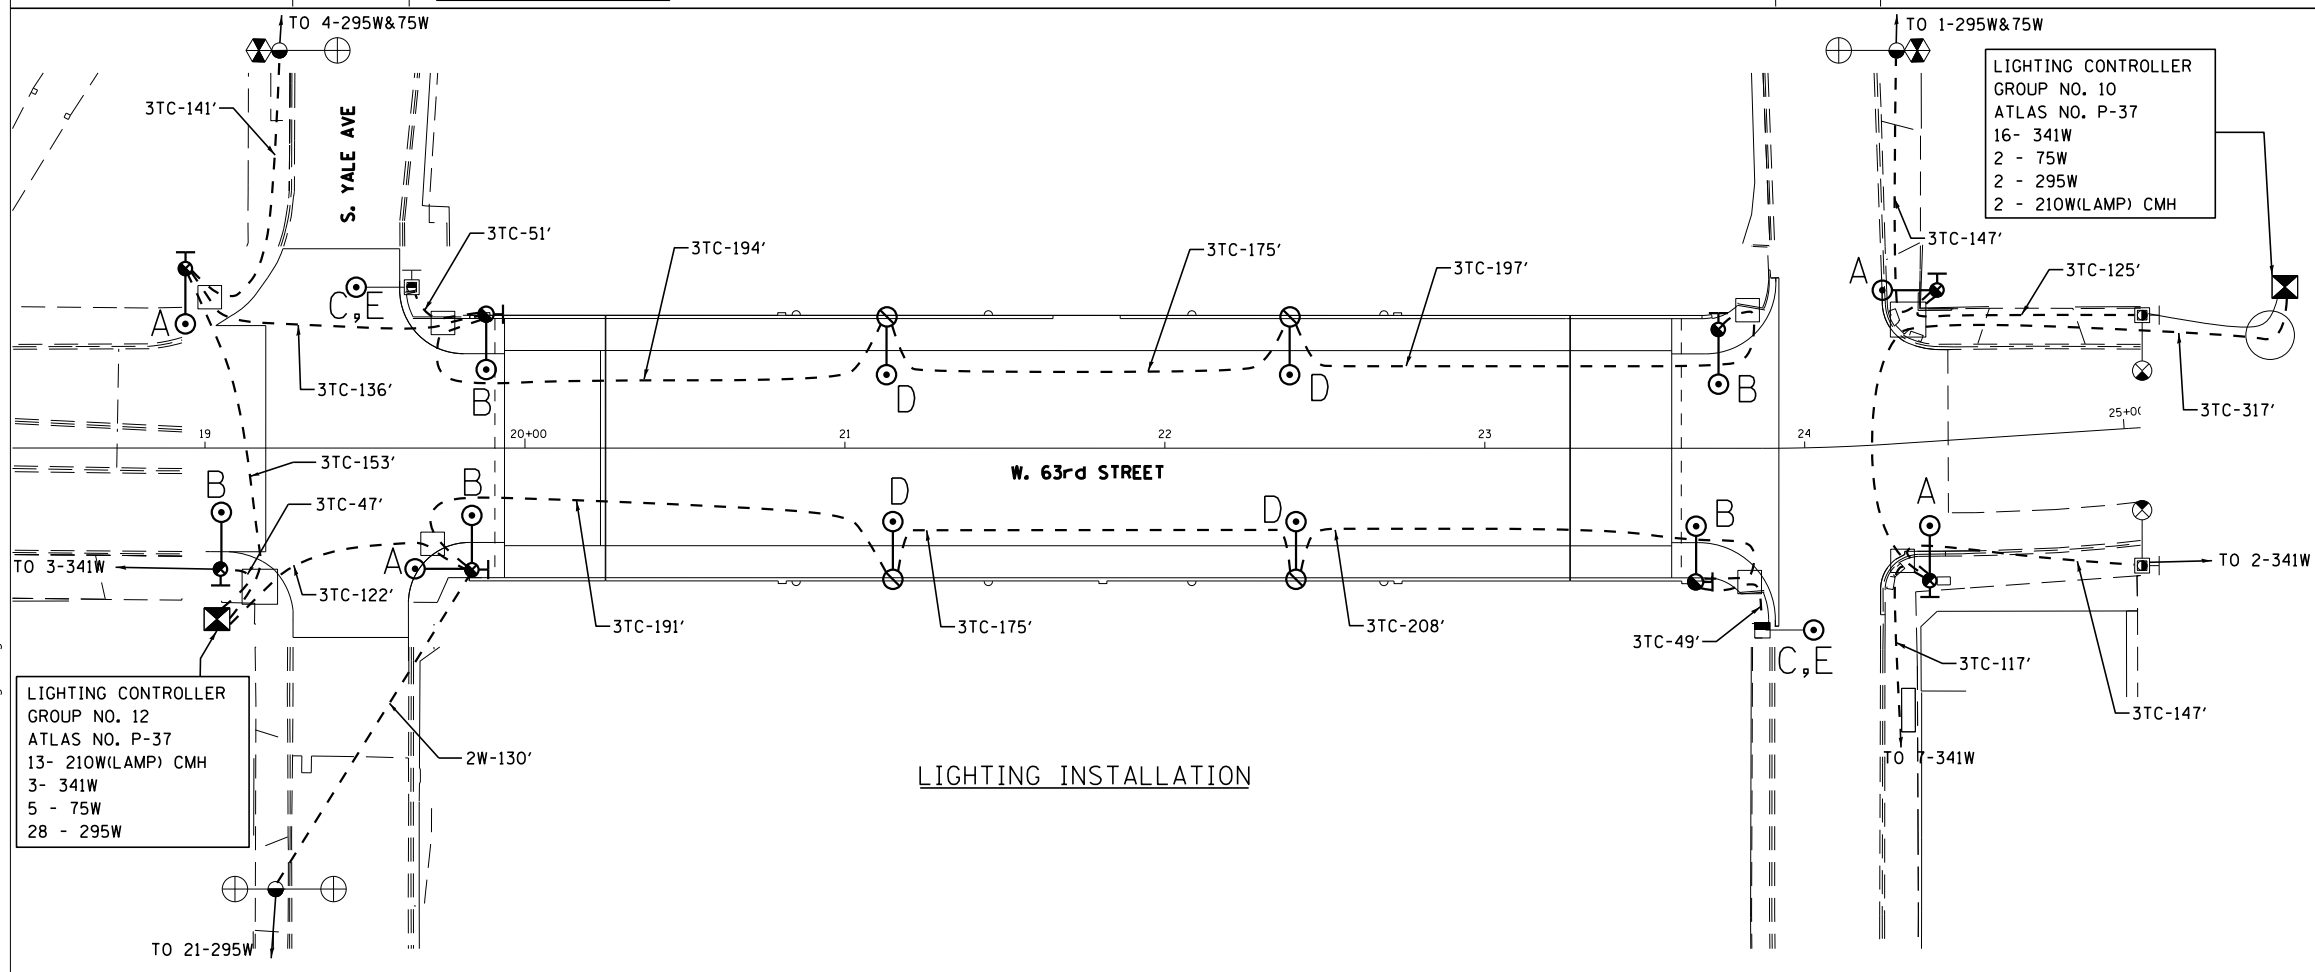 TO 4-295W&75W
TO 1-295W&75W
LIGHTING CONTROLLER
GROUP NO. 10
ATLAS NO. P-37
16- 341W
2 - 75W
2 - 295W
2 - 210W(LAMP) CMH
3TC-141'
S. YALE AVE
3TC-51'
3TC-194'
3TC-175'
3TC-197'
3TC-147'
3TC-125'
A
C,E
A
B
D
D
B
3TC-136'
3TC-317'
19
20+00
21
22
23
24
25+0
W. 63rd STREET
3TC-153'
B
3TC-47'
B
D
D
B
A
TO 3-341W
A
3TC-122'
TO 2-341W
3TC-191'
3TC-175'
3TC-208'
3TC-49'
C,E
3TC-117'
3TC-147'
LIGHTING CONTROLLER
GROUP NO. 12
ATLAS NO. P-37
13- 210W(LAMP) CMH
3- 341W
5 - 75W
28 - 295W
2W-130'
TO 7-341W
LIGHTING INSTALLATION
TO 21-295W